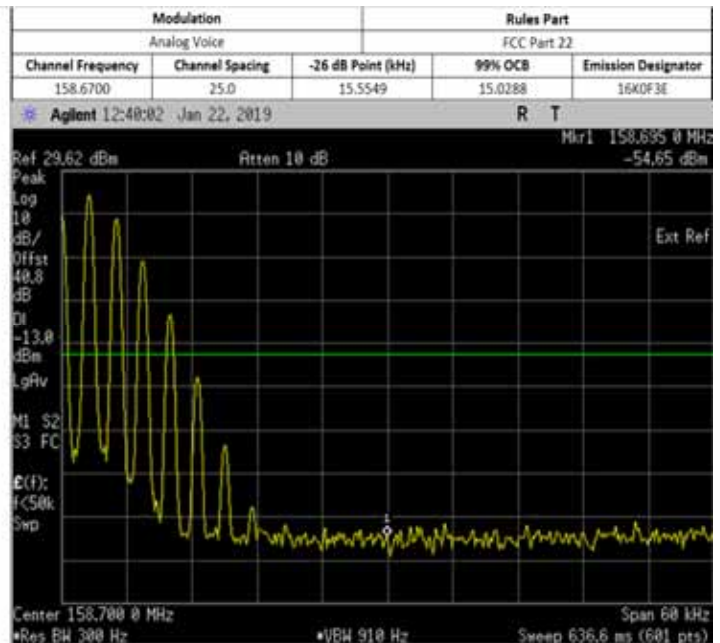 Modulation Rules Part
Analog Voice FCC Part 22
Channel Frequency Channel Spacing -26 dB Point (kHz) 99% OCB Emission Designator
158.6700 25.0 15.5549 15.0288 16K0F3E
Agilent 12:40:02 Jan 22, 2019 R T
Mkr1 158.695 0 MHz
Ref 29.62 dBm Atten 10 dB -54.65 dBm
Peak
Log
10
dB/
Offst
40.8
dB
DI
-13.0
dBm
LgAv
M1 S2
S3 FC
£(f):
f<50k
Swp
Ext Ref
1
Center 158.700 0 MHz Span 60 kHz
*Res BW 300 Hz *VBW 910 Hz Sweep 636.6 ms (601 pts)